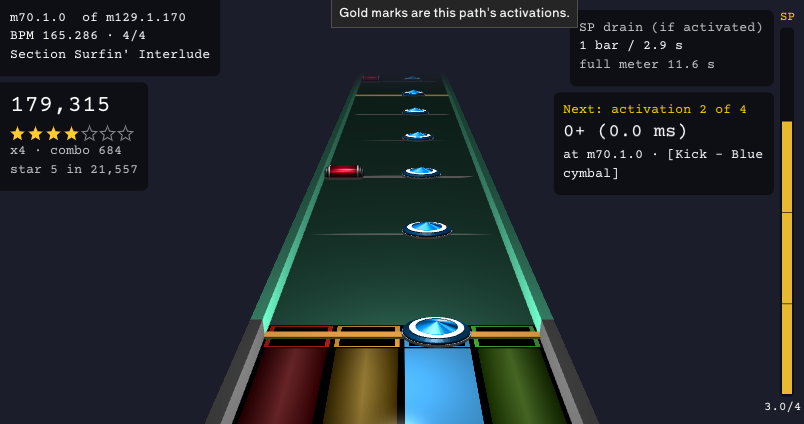 m70.1.0  of m129.1.170
BPM 165.286 · 4/4
Section Surfin' Interlude
179,315
x4 · combo 684
star 5 in 21,557
Gold marks are this path's activations.
SP drain (if activated)
1 bar / 2.9 s
full meter 11.6 s
Next: activation 2 of 4
0+ (0.0 ms)
at m70.1.0 · [Kick - Blue
cymbal]
SP
3.0/4